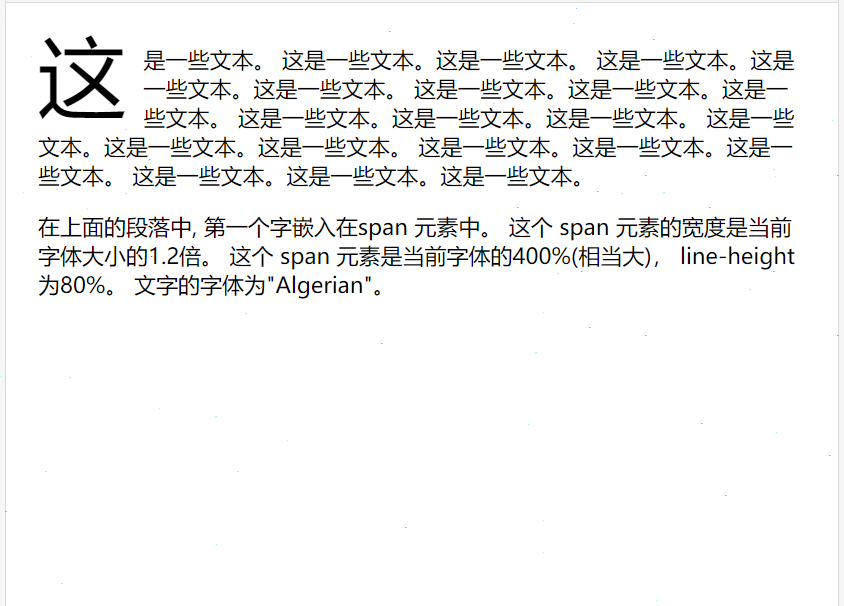 这是一些文本。 这是一些文本。这是一些文本。 这是一些文本。这是
一些文本。这是一些文本。 这是一些文本。这是一些文本。这是一
些文本。 这是一些文本。这是一些文本。这是一些文本。 这是一些
文本。这是一些文本。这是一些文本。 这是一些文本。这是一些文本。这是一
些文本。 这是一些文本。这是一些文本。这是一些文本。
在上面的段落中, 第一个字嵌入在span 元素中。 这个 span 元素的宽度是当前
字体大小的1.2倍。 这个 span 元素是当前字体的400%(相当大)， line-height
为80%。 文字的字体为"Algerian"。